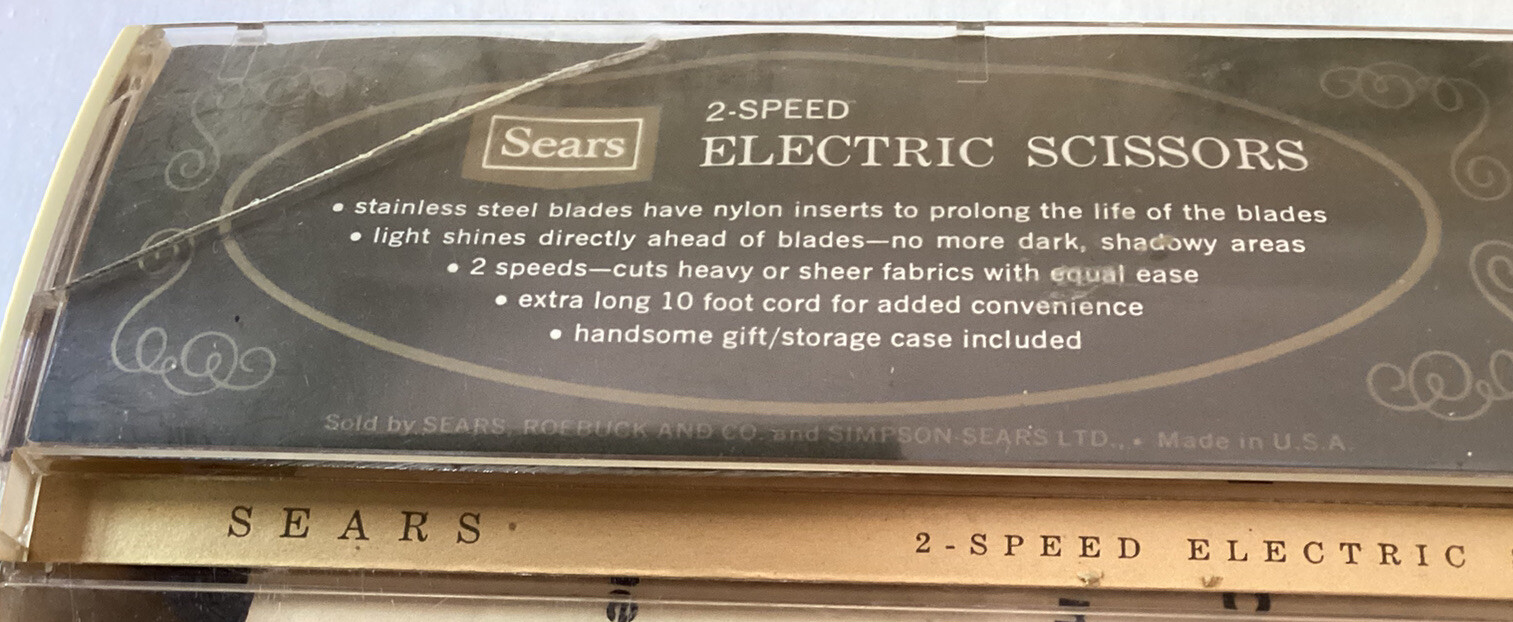 2-SPEED
Sears ELECTRIC SCISSORS
• stainless steel blades have nylon inserts to prolong the life of the blades
• light shines directly ahead of blades—no more dark, shadowy areas
• 2 speeds—cuts heavy or sheer fabrics with equal ease
• extra long 10 foot cord for added convenience
• handsome gift/storage case included
Sold by SEARS, ROEBUCK AND CO. and SIMPSON-SEARS LTD., • Made in U.S.A.
SEARS 2-SPEED ELECTRIC